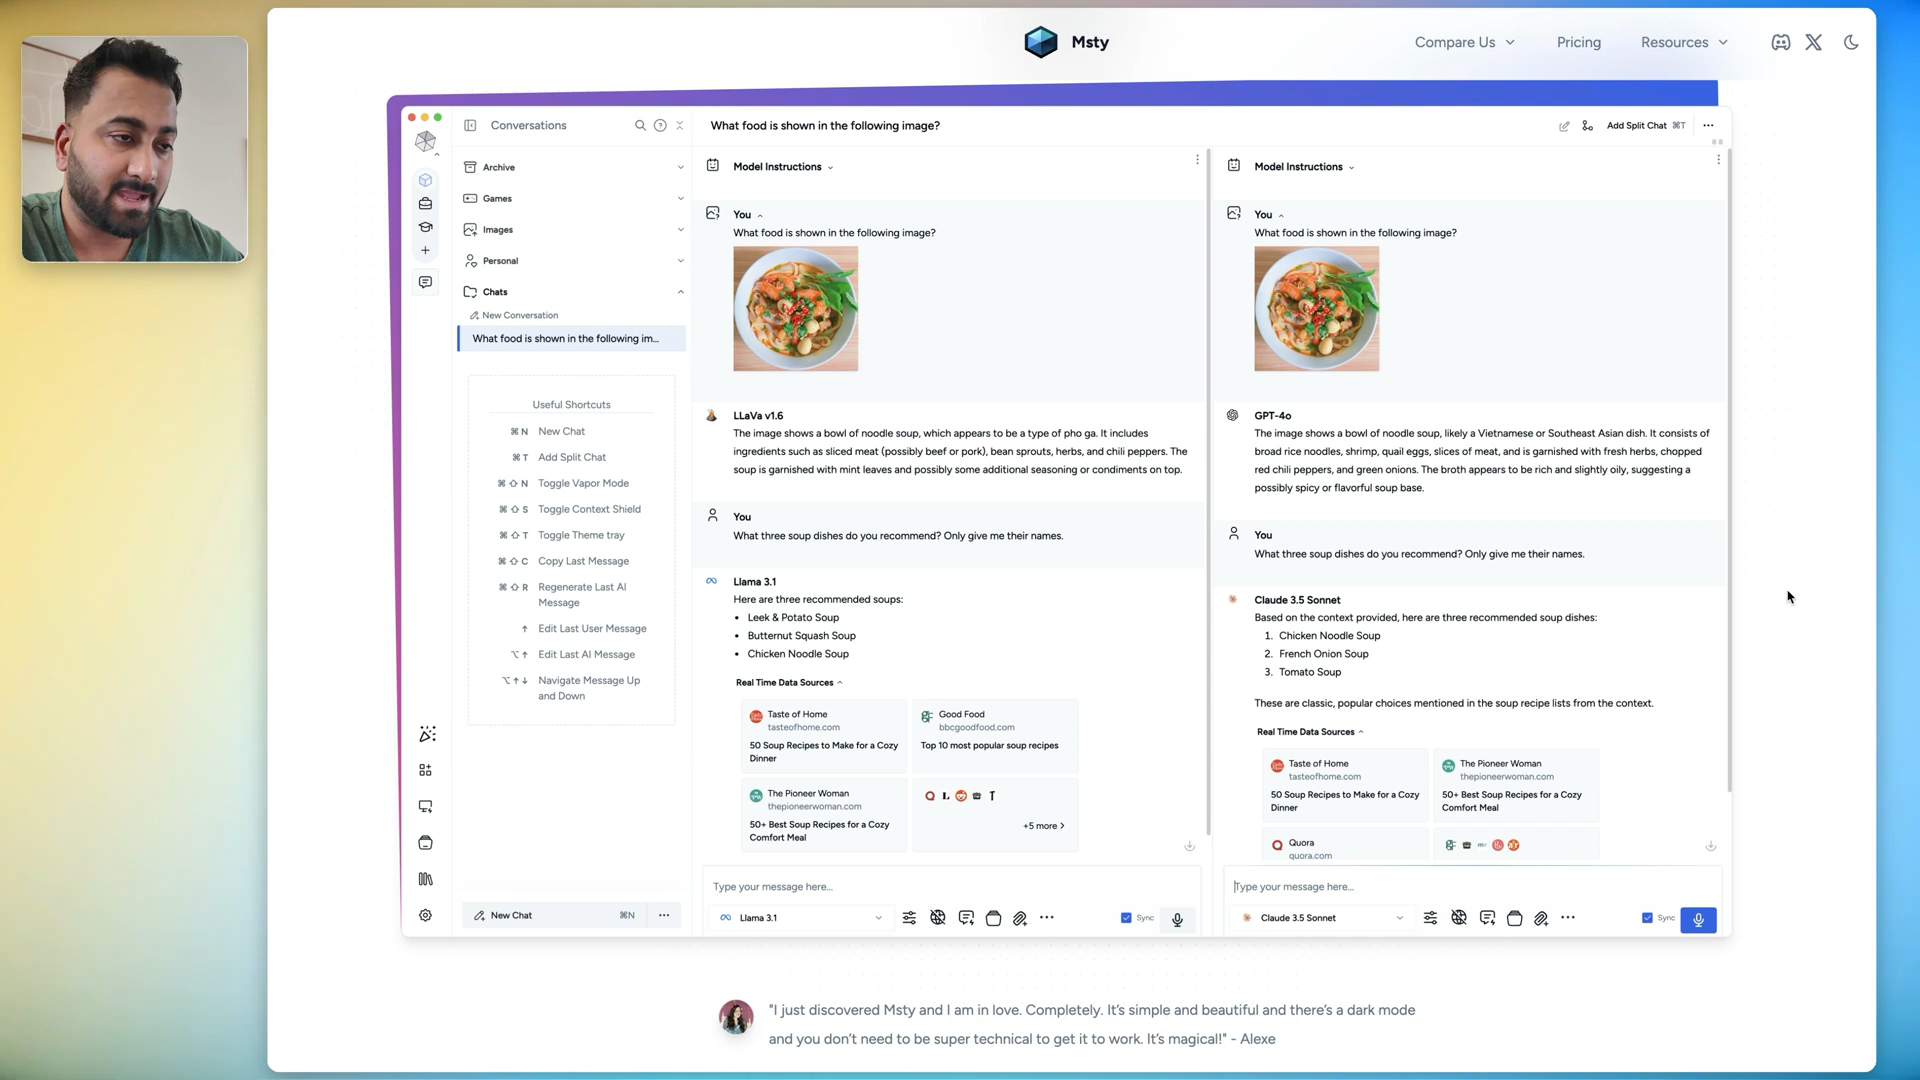 Msty
Compare Us
Pricing
Resources
Conversations
Archive
Games
Images
Personal
Chats
New Conversation
What food is shown in the following im...
Useful Shortcuts
⌘ N New Chat
⌘ T Add Split Chat
⌘ ⇧ N Toggle Vapor Mode
⌘ ⇧ S Toggle Context Shield
⌘ ⇧ T Toggle Theme tray
⌘ ⇧ C Copy Last Message
⌘ ⇧ R Regenerate Last AI
Message
↑ Edit Last User Message
⌥ ↑ Edit Last AI Message
⌥ ↑ ↓ Navigate Message Up
and Down
New Chat ⌘N
What food is shown in the following image?
Add Split Chat ⌘T
Model Instructions
You
What food is shown in the following image?
LLaVa v1.6
The image shows a bowl of noodle soup, which appears to be a type of pho ga. It includes
ingredients such as sliced meat (possibly beef or pork), bean sprouts, herbs, and chili peppers. The
soup is garnished with mint leaves and possibly some additional seasoning or condiments on top.
You
What three soup dishes do you recommend? Only give me their names.
Llama 3.1
Here are three recommended soups:
• Leek & Potato Soup
• Butternut Squash Soup
• Chicken Noodle Soup
Real Time Data Sources
Taste of Home
tasteofhome.com
50 Soup Recipes to Make for a Cozy
Dinner
Good Food
bbcgoodfood.com
Top 10 most popular soup recipes
The Pioneer Woman
thepioneerwoman.com
50+ Best Soup Recipes for a Cozy
Comfort Meal
+5 more >
Type your message here...
Llama 3.1
Sync
Model Instructions
You
What food is shown in the following image?
GPT-4o
The image shows a bowl of noodle soup, likely a Vietnamese or Southeast Asian dish. It consists of
broad rice noodles, shrimp, quail eggs, slices of meat, and is garnished with fresh herbs, chopped
red chili peppers, and green onions. The broth appears to be rich and slightly oily, suggesting a
possibly spicy or flavorful soup base.
You
What three soup dishes do you recommend? Only give me their names.
Claude 3.5 Sonnet
Based on the context provided, here are three recommended soup dishes:
1. Chicken Noodle Soup
2. French Onion Soup
3. Tomato Soup
These are classic, popular choices mentioned in the soup recipe lists from the context.
Real Time Data Sources
Taste of Home
tasteofhome.com
50 Soup Recipes to Make for a Cozy
Dinner
The Pioneer Woman
thepioneerwoman.com
50+ Best Soup Recipes for a Cozy
Comfort Meal
Quora
quora.com
Type your message here...
Claude 3.5 Sonnet
Sync
"I just discovered Msty and I am in love. Completely. It's simple and beautiful and there's a dark mode
and you don't need to be super technical to get it to work. It's magical!" - Alexe